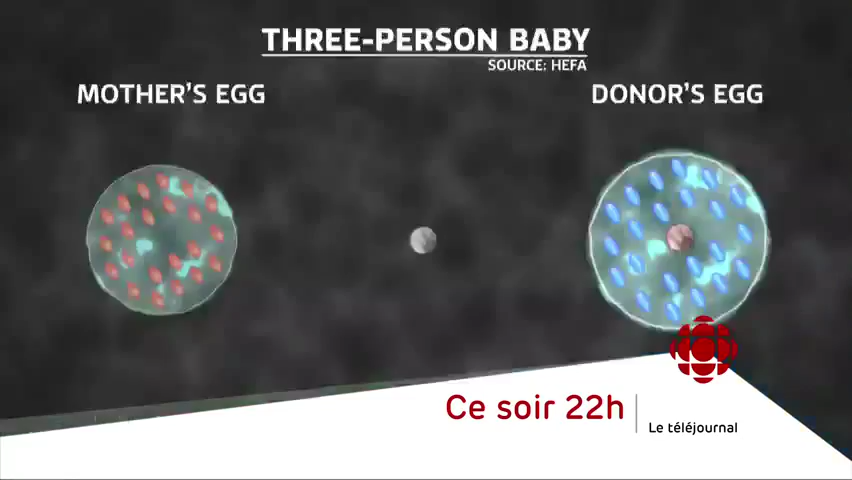 THREE-PERSON BABY
SOURCE: HEFA
MOTHER'S EGG
DONOR'S EGG
Ce soir 22h
Le téléjournal